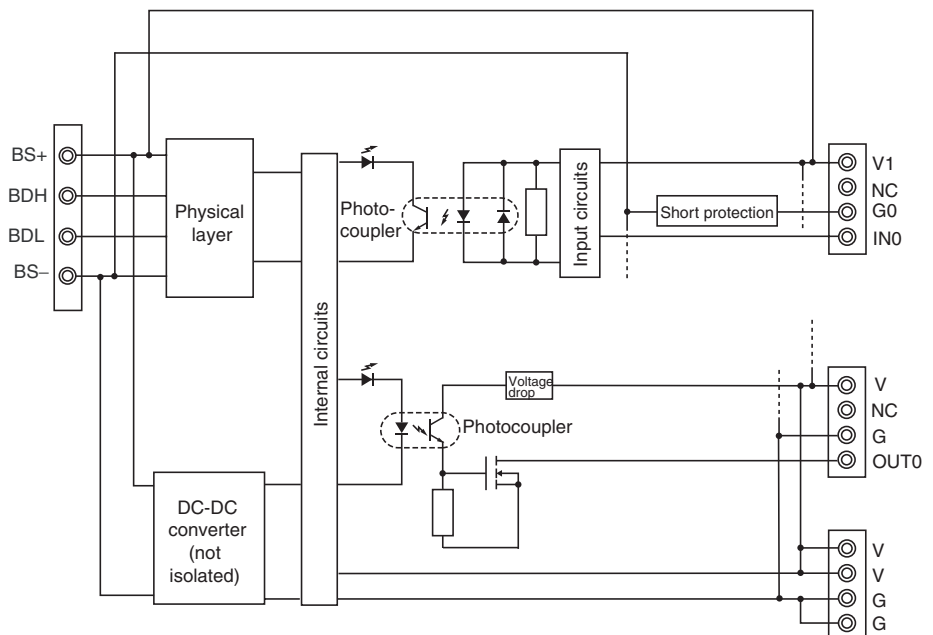 BS+
BDH
BDL
BS−
Physical
layer
Photo-
coupler
Input circuits
Short protection
V1
NC
G0
IN0
Internal circuits
Voltage
drop
Photocoupler
V
NC
G
OUT0
DC-DC
converter
(not
isolated)
V
V
G
G